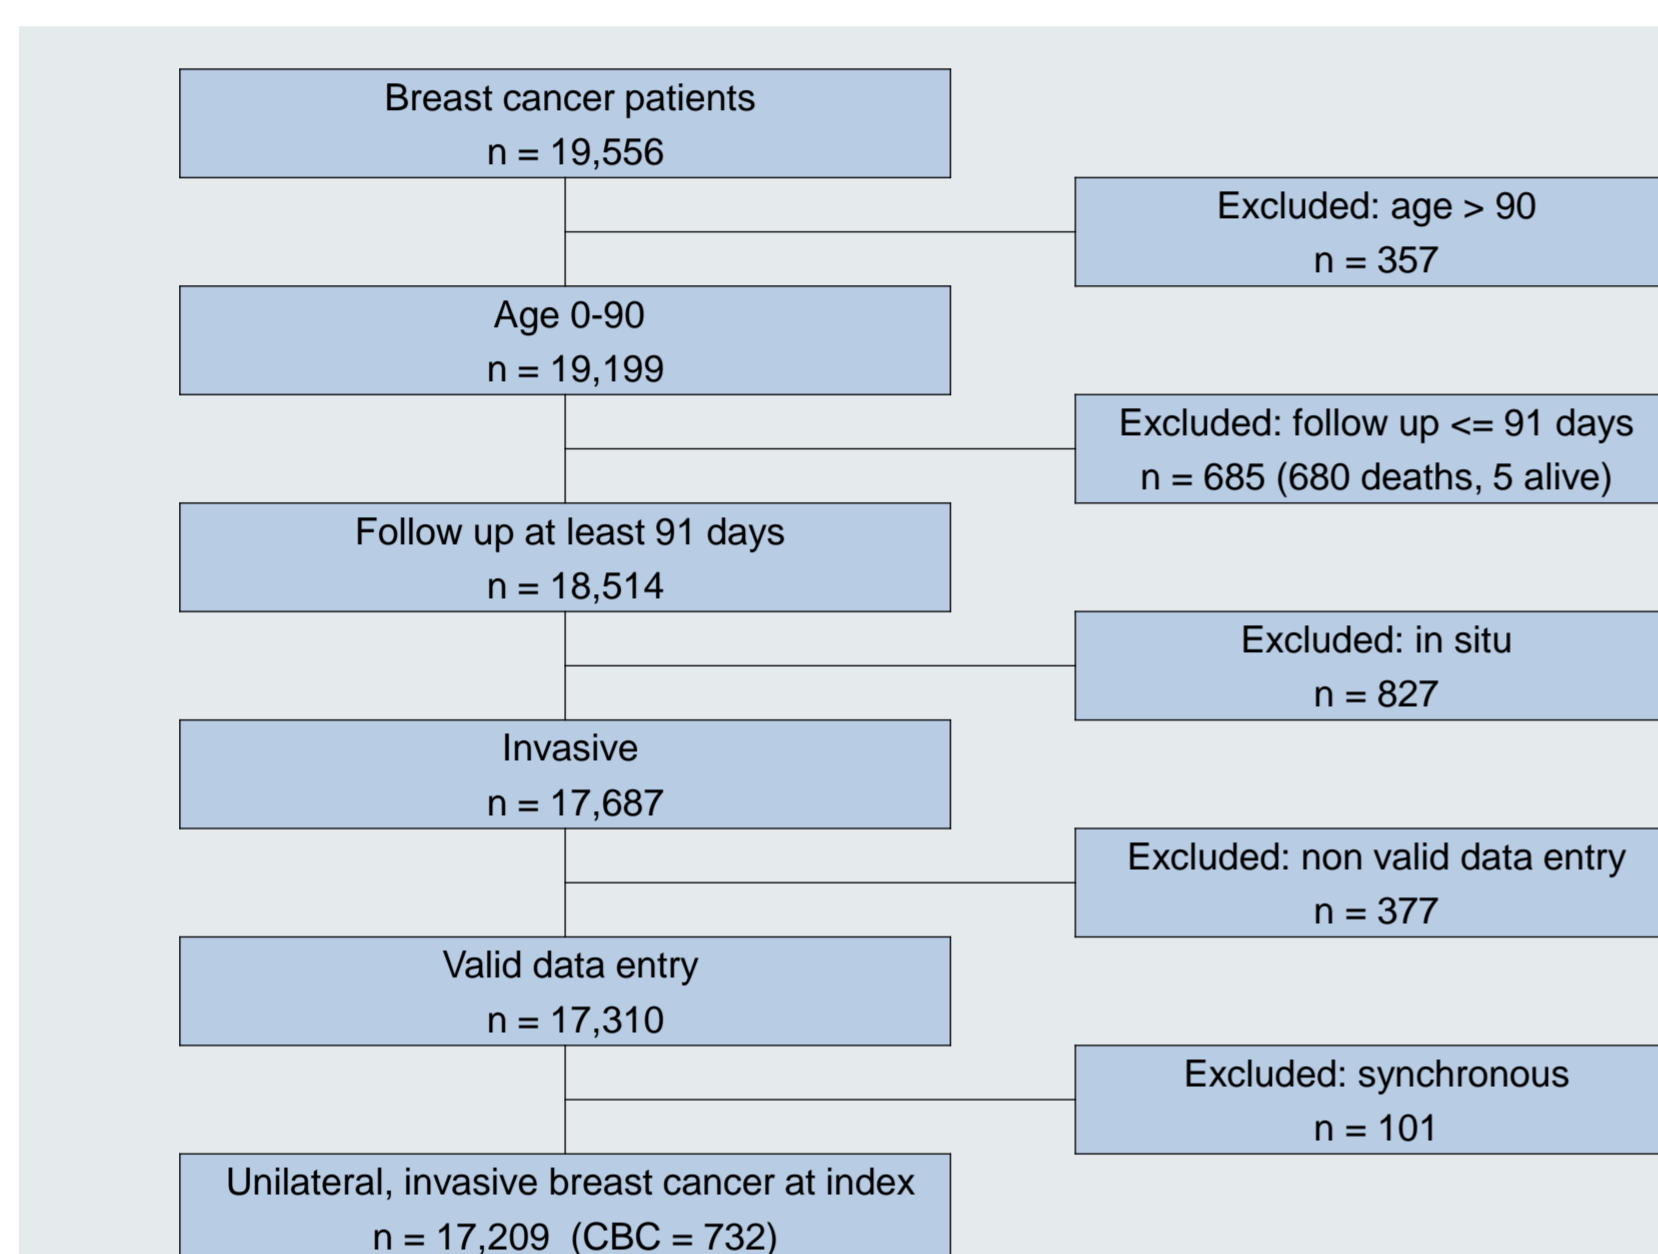 Breast cancer patients
n = 19,556
Excluded: age > 90
n = 357
Age 0-90
n = 19,199
Excluded: follow up <= 91 days
n = 685 (680 deaths, 5 alive)
Follow up at least 91 days
n = 18,514
Excluded: in situ
n = 827
Invasive
n = 17,687
Excluded: non valid data entry
n = 377
Valid data entry
n = 17,310
Excluded: synchronous
n = 101
Unilateral, invasive breast cancer at index
n = 17,209 (CBC = 732)